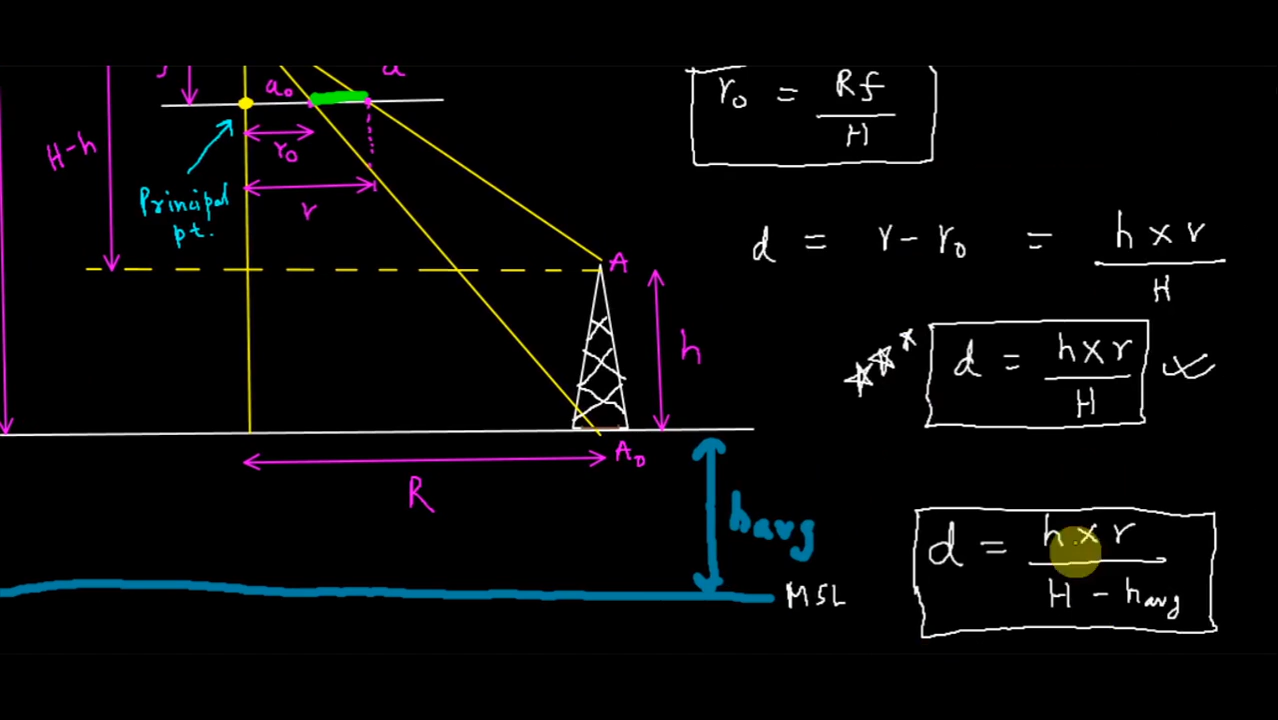 a₀
a
r₀ = Rf / H
H-h
r₀
Principal
pt.
r
d = r - r₀ = h × r / H
A
h
d = h×r / H
A₀
R
havg
d = h × r / H - havg
MSL